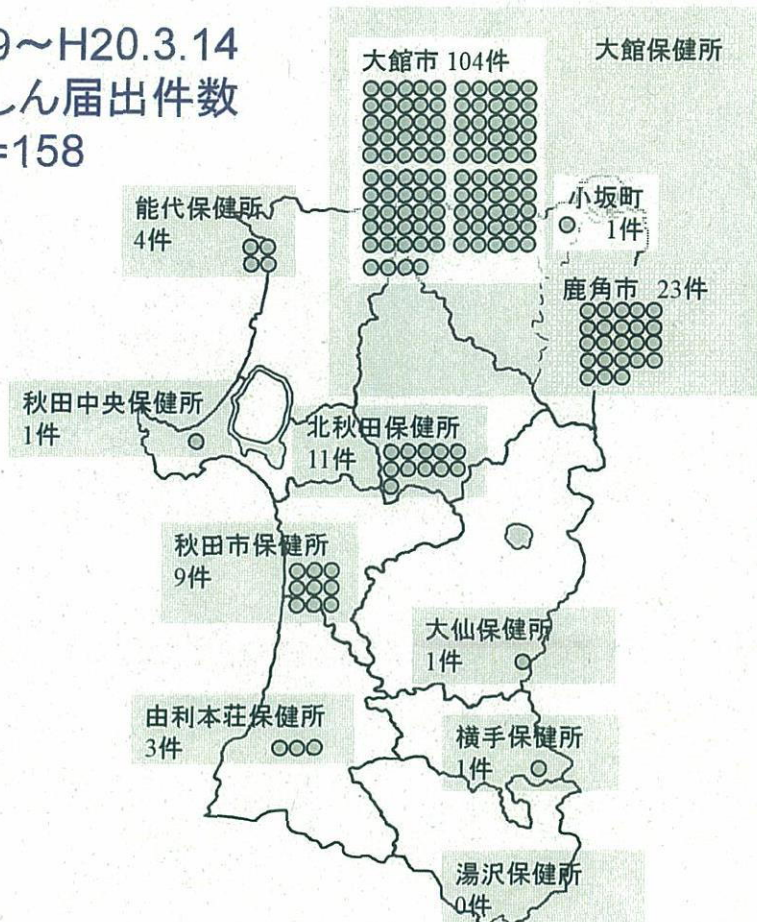 9～H20.3.14
しん届出件数
=158
大館市 104件
大館保健所
能代保健所
4件
小坂町
1件
鹿角市 23件
秋田中央保健所
1件
北秋田保健所
11件
秋田市保健所
9件
大仙保健所
1件
由利本荘保健所
3件
横手保健所
1件
湯沢保健所
0件